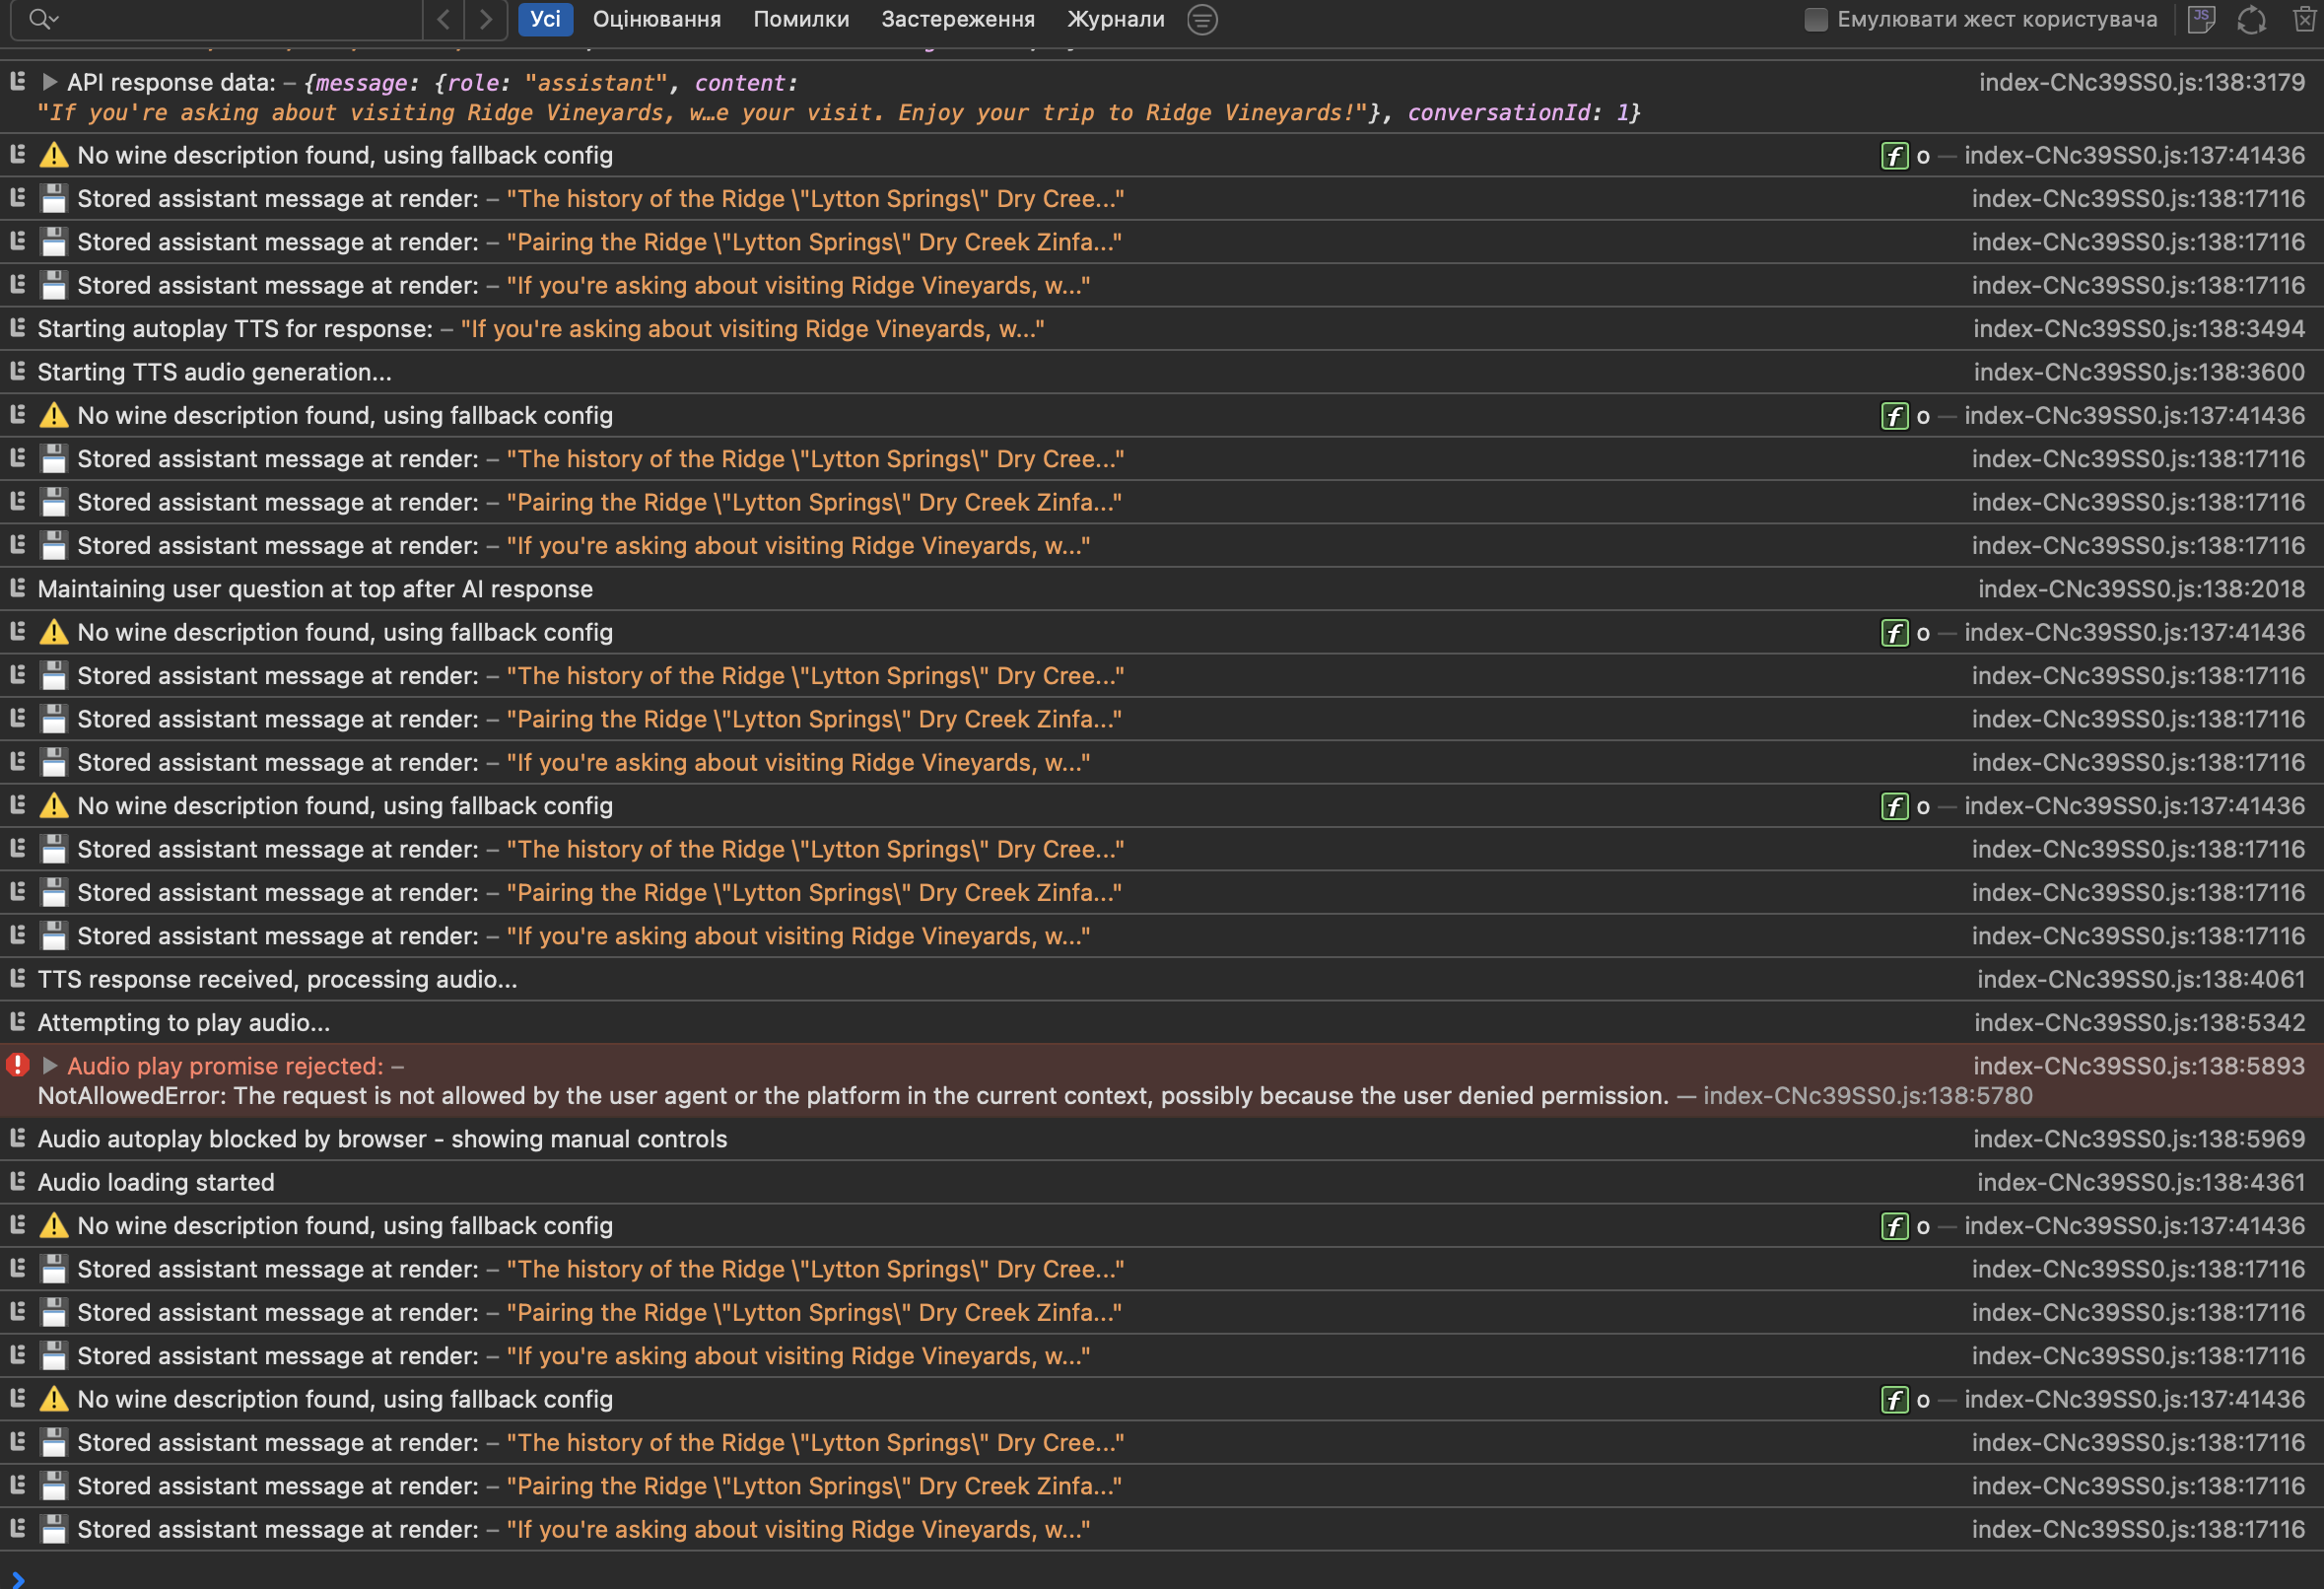 Усі Оцінювання Помилки Застереження Журнали Емулювати жест користувача JS
API response data: – {message: {role: "assistant", content: index-CNc39SS0.js:138:3179
"If you're asking about visiting Ridge Vineyards, w…e your visit. Enjoy your trip to Ridge Vineyards!"}, conversationId: 1}
⚠️ No wine description found, using fallback config f o — index-CNc39SS0.js:137:41436
💾 Stored assistant message at render: – "The history of the Ridge \"Lytton Springs\" Dry Cree..." index-CNc39SS0.js:138:17116
💾 Stored assistant message at render: – "Pairing the Ridge \"Lytton Springs\" Dry Creek Zinfa..." index-CNc39SS0.js:138:17116
💾 Stored assistant message at render: – "If you're asking about visiting Ridge Vineyards, w..." index-CNc39SS0.js:138:17116
Starting autoplay TTS for response: – "If you're asking about visiting Ridge Vineyards, w..." index-CNc39SS0.js:138:3494
Starting TTS audio generation... index-CNc39SS0.js:138:3600
⚠️ No wine description found, using fallback config f o — index-CNc39SS0.js:137:41436
💾 Stored assistant message at render: – "The history of the Ridge \"Lytton Springs\" Dry Cree..." index-CNc39SS0.js:138:17116
💾 Stored assistant message at render: – "Pairing the Ridge \"Lytton Springs\" Dry Creek Zinfa..." index-CNc39SS0.js:138:17116
💾 Stored assistant message at render: – "If you're asking about visiting Ridge Vineyards, w..." index-CNc39SS0.js:138:17116
Maintaining user question at top after AI response index-CNc39SS0.js:138:2018
⚠️ No wine description found, using fallback config f o — index-CNc39SS0.js:137:41436
💾 Stored assistant message at render: – "The history of the Ridge \"Lytton Springs\" Dry Cree..." index-CNc39SS0.js:138:17116
💾 Stored assistant message at render: – "Pairing the Ridge \"Lytton Springs\" Dry Creek Zinfa..." index-CNc39SS0.js:138:17116
💾 Stored assistant message at render: – "If you're asking about visiting Ridge Vineyards, w..." index-CNc39SS0.js:138:17116
⚠️ No wine description found, using fallback config f o — index-CNc39SS0.js:137:41436
💾 Stored assistant message at render: – "The history of the Ridge \"Lytton Springs\" Dry Cree..." index-CNc39SS0.js:138:17116
💾 Stored assistant message at render: – "Pairing the Ridge \"Lytton Springs\" Dry Creek Zinfa..." index-CNc39SS0.js:138:17116
💾 Stored assistant message at render: – "If you're asking about visiting Ridge Vineyards, w..." index-CNc39SS0.js:138:17116
TTS response received, processing audio... index-CNc39SS0.js:138:4061
Attempting to play audio... index-CNc39SS0.js:138:5342
Audio play promise rejected: – index-CNc39SS0.js:138:5893
NotAllowedError: The request is not allowed by the user agent or the platform in the current context, possibly because the user denied permission. — index-CNc39SS0.js:138:5780
Audio autoplay blocked by browser - showing manual controls index-CNc39SS0.js:138:5969
Audio loading started index-CNc39SS0.js:138:4361
⚠️ No wine description found, using fallback config f o — index-CNc39SS0.js:137:41436
💾 Stored assistant message at render: – "The history of the Ridge \"Lytton Springs\" Dry Cree..." index-CNc39SS0.js:138:17116
💾 Stored assistant message at render: – "Pairing the Ridge \"Lytton Springs\" Dry Creek Zinfa..." index-CNc39SS0.js:138:17116
💾 Stored assistant message at render: – "If you're asking about visiting Ridge Vineyards, w..." index-CNc39SS0.js:138:17116
⚠️ No wine description found, using fallback config f o — index-CNc39SS0.js:137:41436
💾 Stored assistant message at render: – "The history of the Ridge \"Lytton Springs\" Dry Cree..." index-CNc39SS0.js:138:17116
💾 Stored assistant message at render: – "Pairing the Ridge \"Lytton Springs\" Dry Creek Zinfa..." index-CNc39SS0.js:138:17116
💾 Stored assistant message at render: – "If you're asking about visiting Ridge Vineyards, w..." index-CNc39SS0.js:138:17116